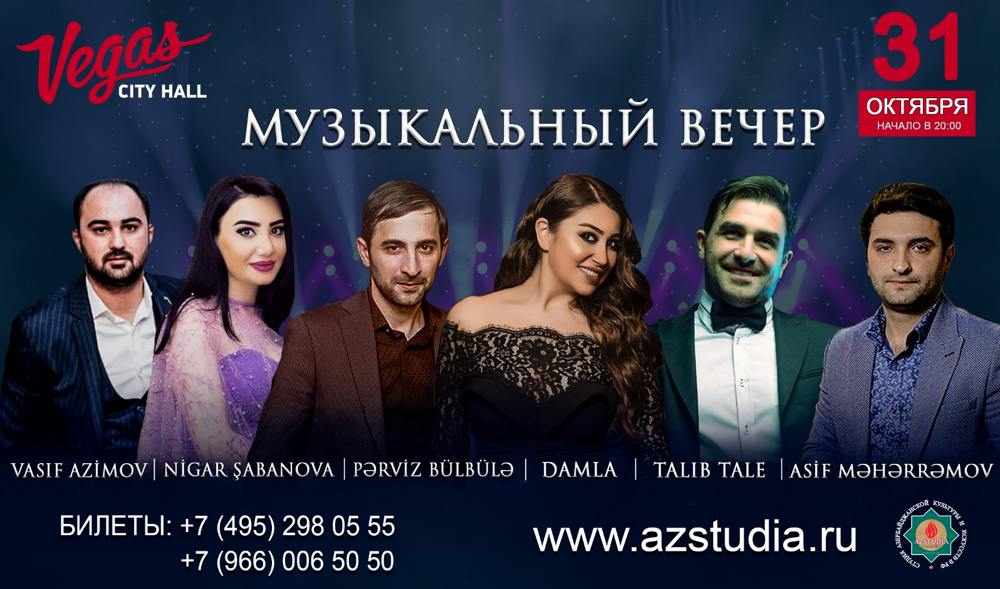 Vegas
CITY HALL
31
ОКТЯБРЯ
НАЧАЛО В 20:00
МУЗЫКАЛЬНЫЙ ВЕЧЕР
VASIF AZİMOV | NİGAR ŞABANOVA | PƏRVİZ BÜLBÜLƏ | DAMLA | TALIB TALE | ASİF MƏHƏRRƏMOV
БИЛЕТЫ: +7 (495) 298 05 55
+7 (966) 006 50 50
www.azstudia.ru
СТУДИЯ АЗЕРБАЙДЖАНСКОЙ КУЛЬТУРЫ И ИСКУССТВ В РФ
AZSTUDIA